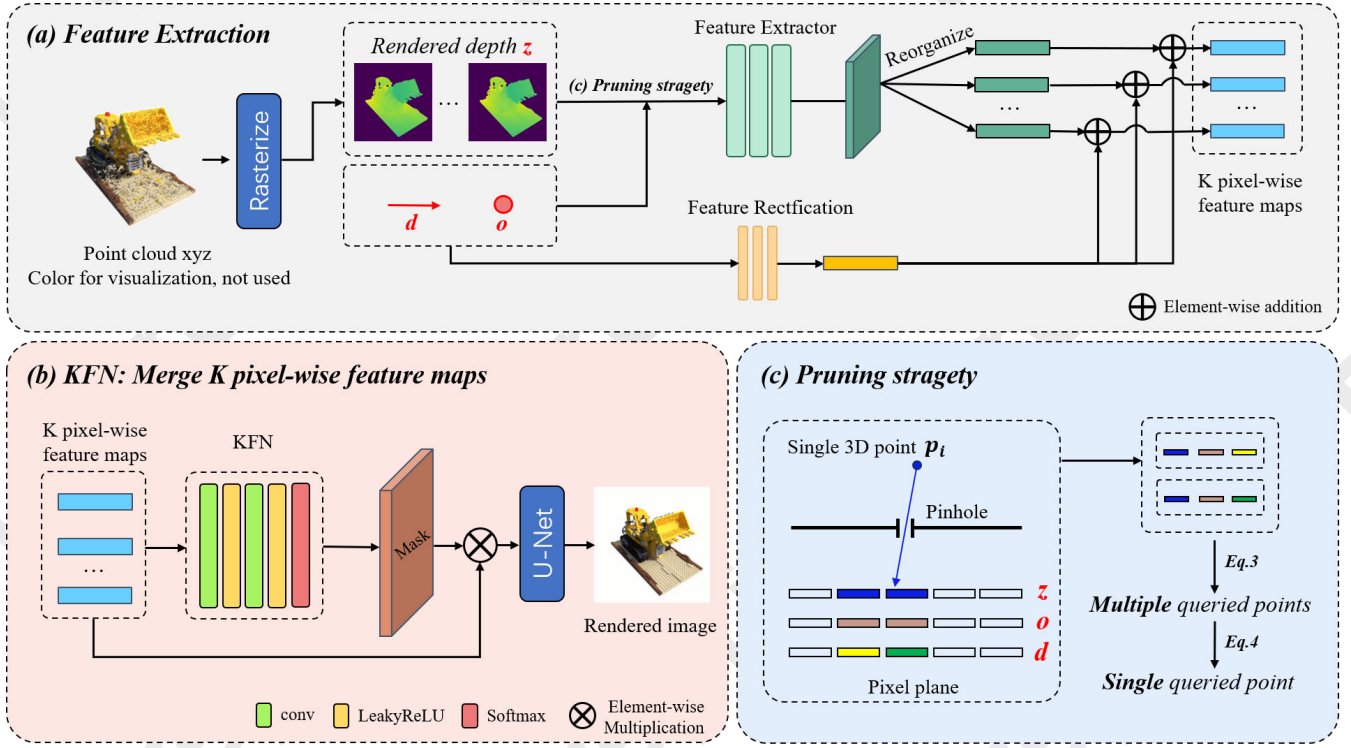 (a) Feature Extraction
Rendered depth z
...
Rasterize
d
o
Point cloud xyz
Color for visualization, not used
(c) Pruning stragety
Feature Extractor
Reorganize
...
...
K pixel-wise
feature maps
Feature Rectfication
Element-wise addition
(b) KFN: Merge K pixel-wise feature maps
K pixel-wise
feature maps
...
KFN
Mask
U-Net
Rendered image
conv
LeakyReLU
Softmax
Element-wise
Multiplication
(c) Pruning stragety
Single 3D point pi
Pinhole
z
o
d
Pixel plane
Eq.3
Multiple queried points
Eq.4
Single queried point